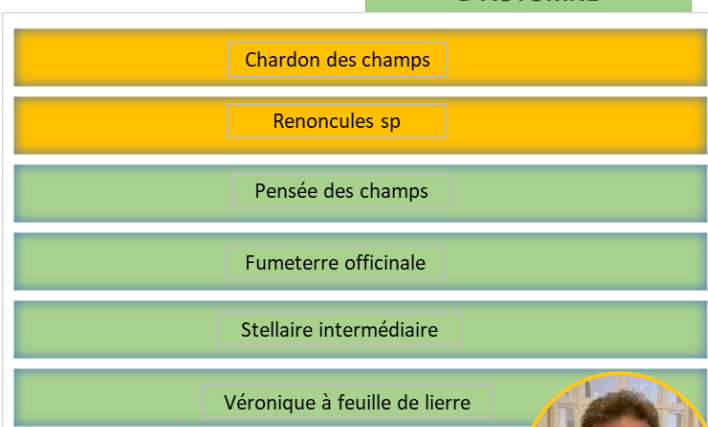 Chardon des champs
Renoncules sp
Pensée des champs
Fumeterre officinale
Stellaire intermédiaire
Véronique à feuille de lierre